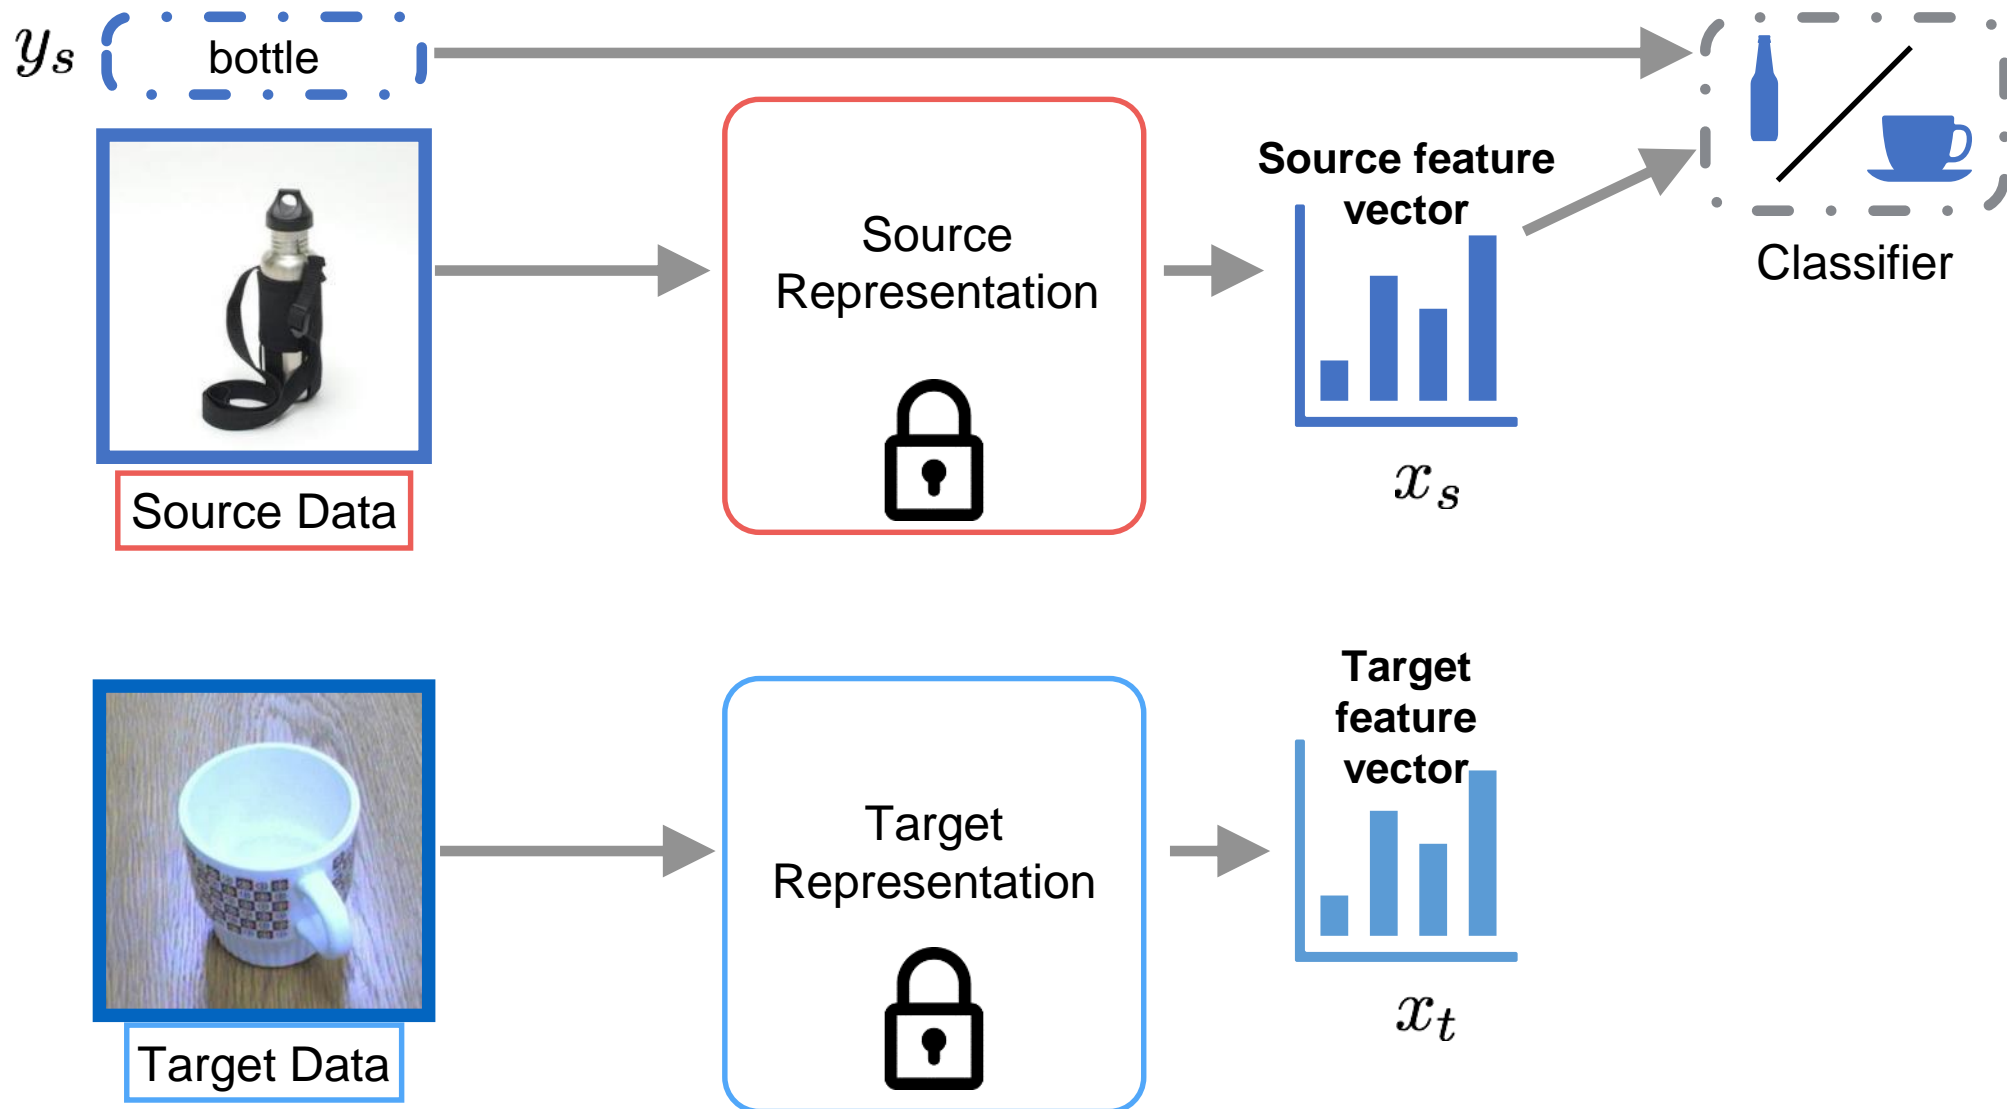 y_s
bottle
Source feature
vector
Source
Representation
Classifier
x_s
Source Data
Target
feature
vector
Target
Representation
x_t
Target Data